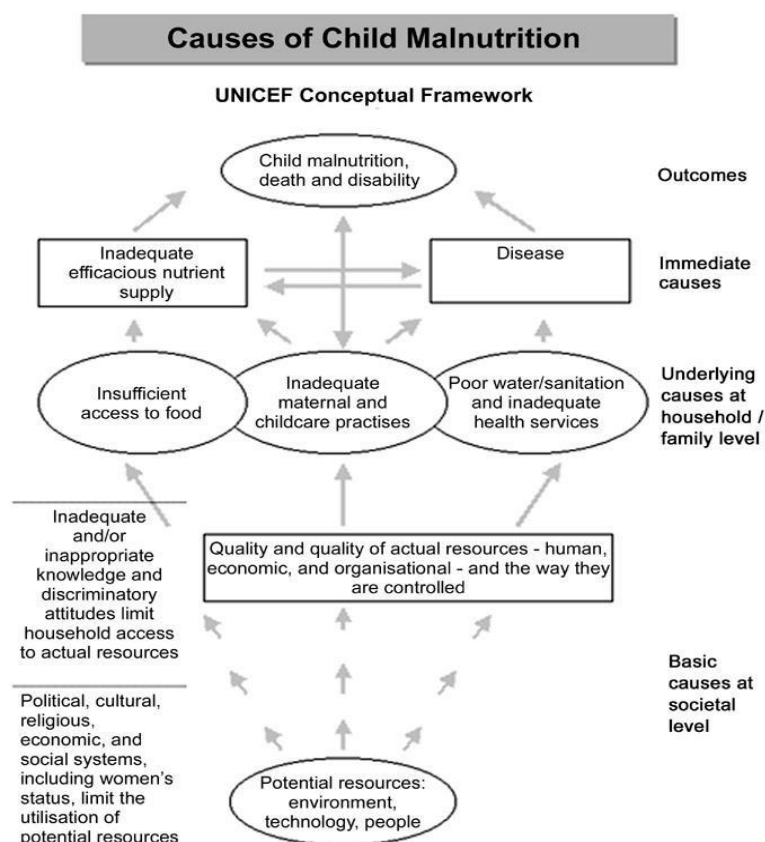 Causes of Child Malnutrition
UNICEF Conceptual Framework
Child malnutrition,
death and disability
Outcomes
Inadequate
efficacious nutrient
supply
Disease
Immediate
causes
Insufficient
access to food
Inadequate
maternal and
childcare practises
Poor water/sanitation
and inadequate
health services
Underlying
causes at
household /
family level
Inadequate
and/or
inappropriate
knowledge and
discriminatory
attitudes limit
household access
to actual resources
Quality and quality of actual resources - human,
economic, and organisational - and the way they
are controlled
Basic
causes at
societal
level
Political, cultural,
religious,
economic, and
social systems,
including women's
status, limit the
utilisation of
potential resources
Potential resources:
environment,
technology, people